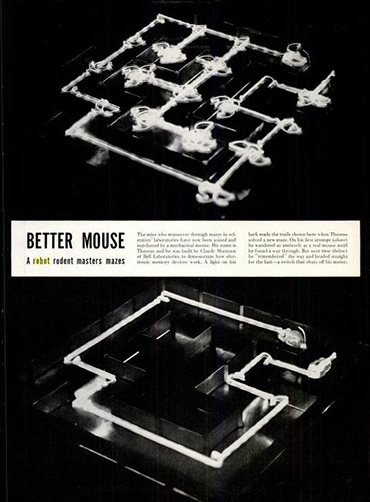 BETTER MOUSE
A robot rodent masters mazes
The mice who maneuver through mazes in sci-
entists' laboratories have now been joined and
outclassed by a mechanical mouse. His name is
Theseus and he was built by Claude Shannon
of Bell Laboratories to demonstrate how elec-
tronic memory devices work. A light on his
back made the trails shown here when Theseus
solved a new maze. On his first attempt (above)
he wandered as aimlessly as a real mouse until
he found a way through. But next time (below)
he "remembered" the way and headed straight
for the bait—a switch that shuts off his motor.